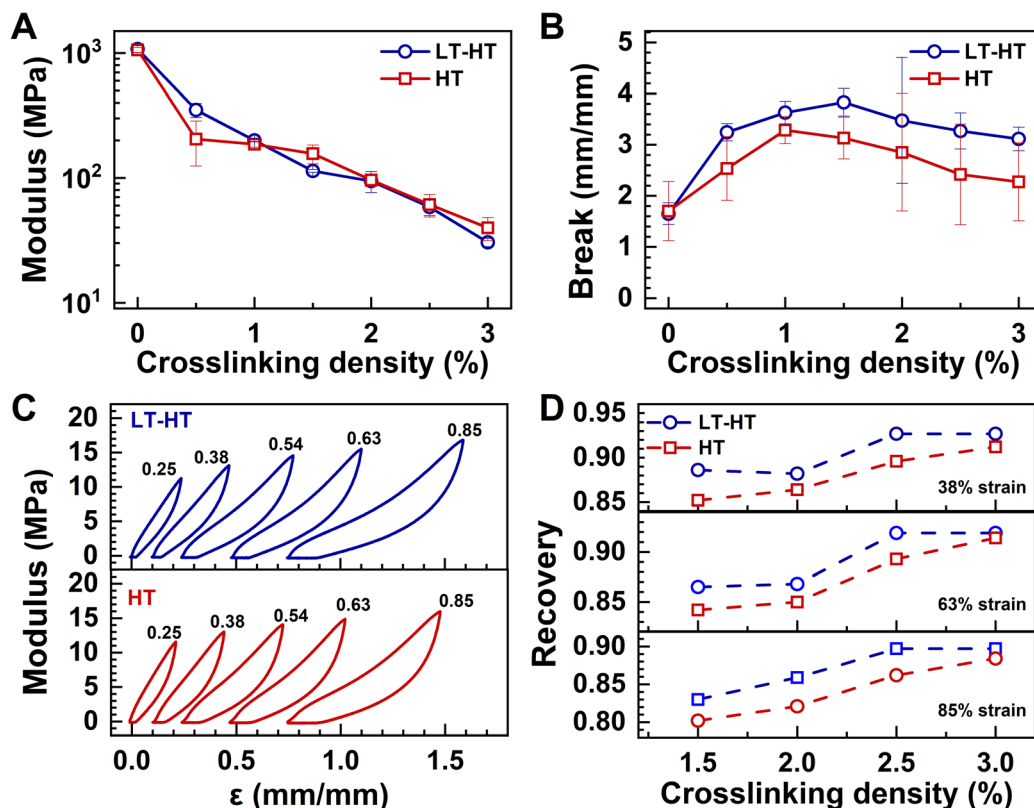 A
Modulus (MPa)
10³
10²
10¹
LT-HT
HT
0 1 2 3
Crosslinking density (%)
B
Break (mm/mm)
5
4
3
2
1
0
LT-HT
HT
0 1 2 3
Crosslinking density (%)
C
Modulus (MPa)
20
15
10
5
0
LT-HT
0.25 0.38 0.54 0.63 0.85
20
15
10
5
0
HT
0.25 0.38 0.54 0.63 0.85
0.0 0.5 1.0 1.5
ε (mm/mm)
D
Recovery
0.95
0.90
0.85
LT-HT
HT
38% strain
0.90
0.85
63% strain
0.90
0.85
0.80
85% strain
1.5 2.0 2.5 3.0
Crosslinking density (%)